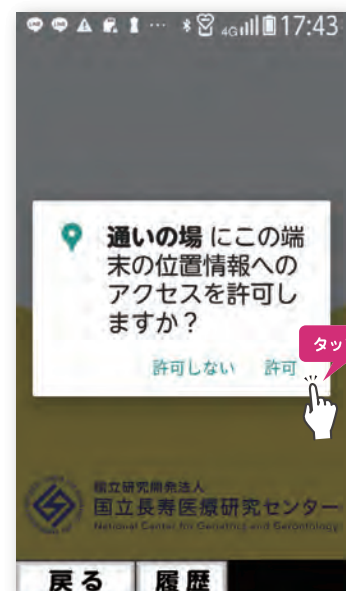 4G 17:43
通いの場 にこの端
末の位置情報への
アクセスを許可し
ますか？
許可しない 許可
タッ
国立研究開発法人
国立長寿医療研究センター
National Center for Geriatrics and Gerontology
戻る 履歴